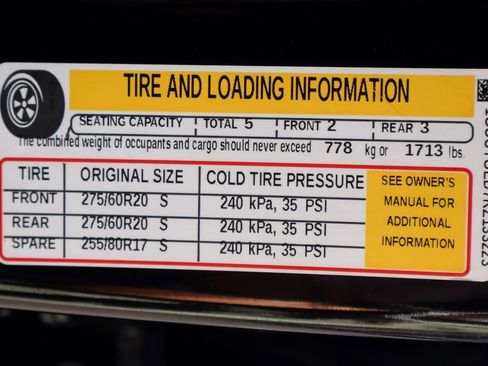 TIRE AND LOADING INFORMATION
SEATING CAPACITY TOTAL 5 FRONT 2 REAR 3
The combined weight of occupants and cargo should never exceed 778 kg or 1713 lbs.
TIRE ORIGINAL SIZE COLD TIRE PRESSURE
FRONT 275/60R20 S 240 kPa, 35 PSI
REAR 275/60R20 S 240 kPa, 35 PSI
SPARE 255/80R17 S 240 kPa, 35 PSI
SEE OWNER'S
MANUAL FOR
ADDITIONAL
INFORMATION